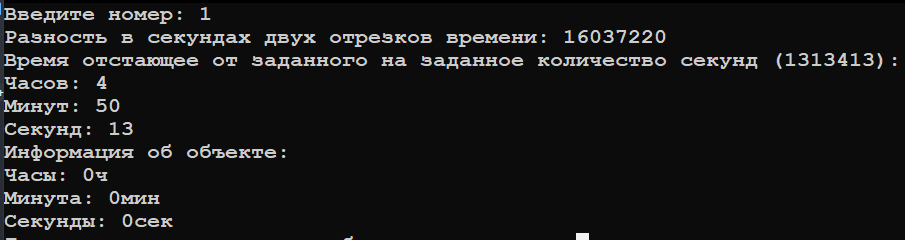 Введите номер: 1
Разность в секундах двух отрезков времени: 16037220
Время отстающее от заданного на заданное количество секунд (1313413):
Часов: 4
Минут: 50
Секунд: 13
Информация об объекте:
Часы: 0ч
Минута: 0мин
Секунды: 0сек